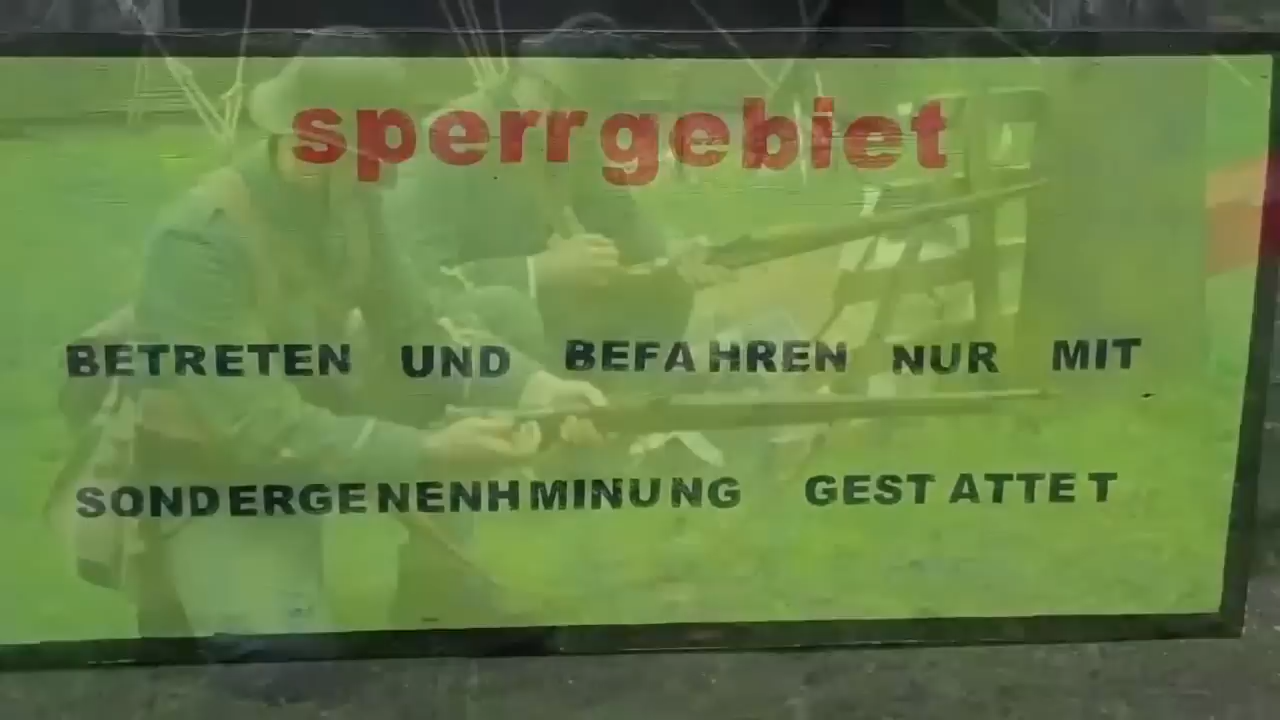 sperrgebiet
BETRETEN UND BEFAHREN NUR MIT
SONDERGENENHMINUNG GESTATTET